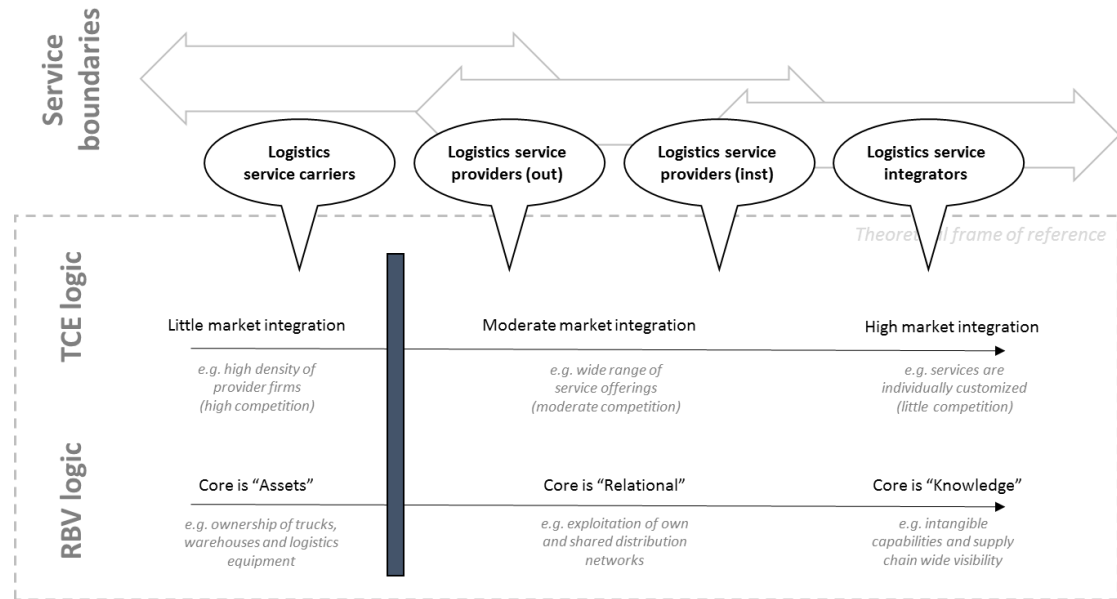 Service
boundaries
Logistics
service carriers
Logistics service
providers (out)
Logistics service
providers (inst)
Logistics service
integrators
frame of reference
TCE logic
Little market integration
Moderate market integration
High market integration
e.g. high density of
provider firms
(high competition)
e.g. wide range of
service offerings
(moderate competition)
e.g. services are
individually customized
(little competition)
RBV logic
Core is “Assets”
Core is “Relational”
Core is “Knowledge”
e.g. ownership of trucks,
warehouses and logistics
equipment
e.g. exploitation of own
and shared distribution
networks
e.g. intangible
capabilities and supply
chain wide visibility